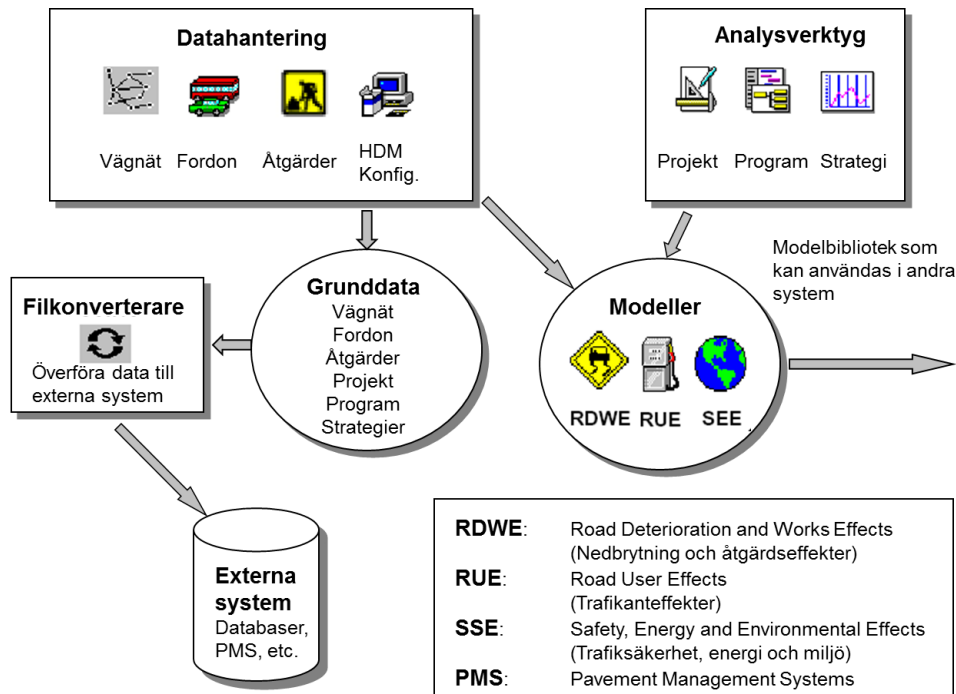 Datahantering
Vägnät Fordon Åtgärder HDM
Konfig.
Analysverktyg
Projekt Program Strategi
Modelbibliotek som
kan användas i andra
system
Filkonverterare
Överföra data till
externa system
Grunddata
Vägnät
Fordon
Åtgärder
Projekt
Program
Strategier
Modeller
RDWE RUE SEE
Externa
system
Databaser,
PMS, etc.
RDWE: Road Deterioration and Works Effects
(Nedbrytning och åtgärdseffekter)
RUE: Road User Effects
(Trafikanteffekter)
SSE: Safety, Energy and Environmental Effects
(Trafiksäkerhet, energi och miljö)
PMS: Pavement Management Systems